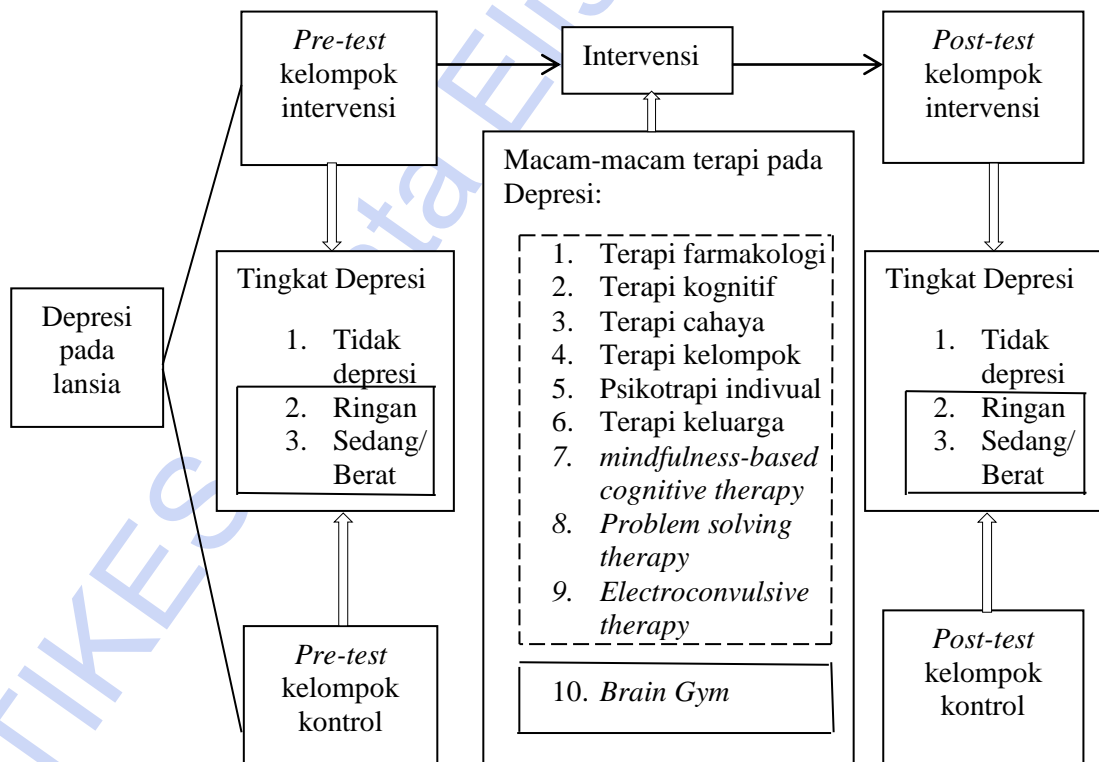 Pre-test
kelompok
intervensi
Intervensi
Post-test
kelompok
intervensi
Depresi
pada
lansia
Tingkat Depresi
1. Tidak
depresi
2. Ringan
3. Sedang/
Berat
Macam-macam terapi pada
Depresi:
1. Terapi farmakologi
2. Terapi kognitif
3. Terapi cahaya
4. Terapi kelompok
5. Psikotrapi indivual
6. Terapi keluarga
7. mindfulness-based
cognitive therapy
8. Problem solving
therapy
9. Electroconvulsive
therapy
10. Brain Gym
Tingkat Depresi
1. Tidak
depresi
2. Ringan
3. Sedang/
Berat
Pre-test
kelompok
kontrol
Post-test
kelompok
kontrol